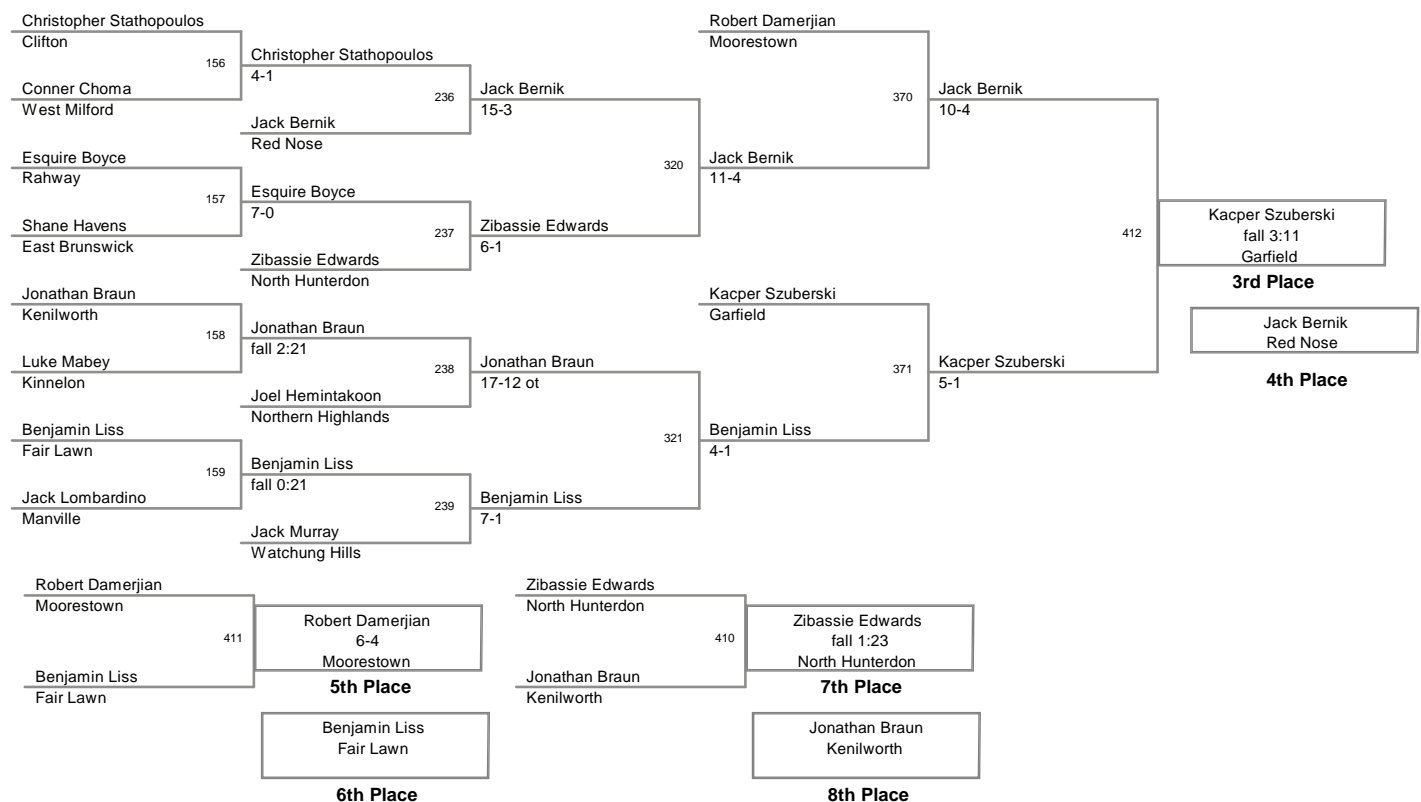 Christopher Stathopoulos
Clifton
156
Conner Choma
West Milford
Esquire Boyce
Rahway
157
Shane Havens
East Brunswick
Jonathan Braun
Kenilworth
158
Luke Mabey
Kinnelon
Benjamin Liss
Fair Lawn
159
Jack Lombardino
Manville
Christopher Stathopoulos
4-1
236
Jack Bernik
Red Nose
Esquire Boyce
7-0
237
Zibassie Edwards
North Hunterdon
Jonathan Braun
fall 2:21
238
Joel Hemintakoon
Northern Highlands
Benjamin Liss
fall 0:21
239
Jack Murray
Watchung Hills
Jack Bernik
15-3
320
Zibassie Edwards
6-1
Jonathan Braun
17-12 ot
321
Benjamin Liss
7-1
Robert Damerjian
Moorestown
370
Jack Bernik
11-4
Kacper Szuberski
Garfield
371
Benjamin Liss
4-1
Jack Bernik
10-4
412
Kacper Szuberski
5-1
Kacper Szuberski
fall 3:11
Garfield
3rd Place
Jack Bernik
Red Nose
4th Place
Robert Damerjian
Moorestown
411
Benjamin Liss
Fair Lawn
Robert Damerjian
6-4
Moorestown
5th Place
Benjamin Liss
Fair Lawn
6th Place
Zibassie Edwards
North Hunterdon
410
Jonathan Braun
Kenilworth
Zibassie Edwards
fall 1:23
North Hunterdon
7th Place
Jonathan Braun
Kenilworth
8th Place